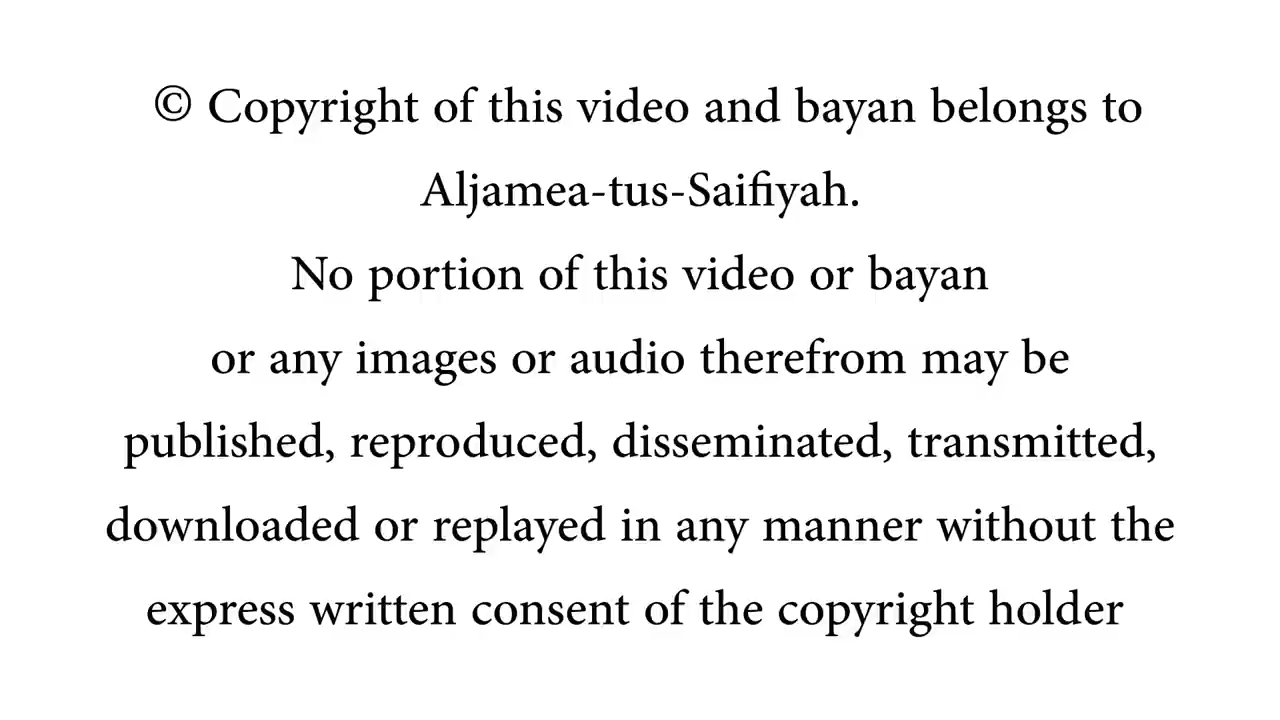 © Copyright of this video and bayan belongs to
Aljamea-tus-Saifiyah.
No portion of this video or bayan
or any images or audio therefrom may be
published, reproduced, disseminated, transmitted,
downloaded or replayed in any manner without the
express written consent of the copyright holder